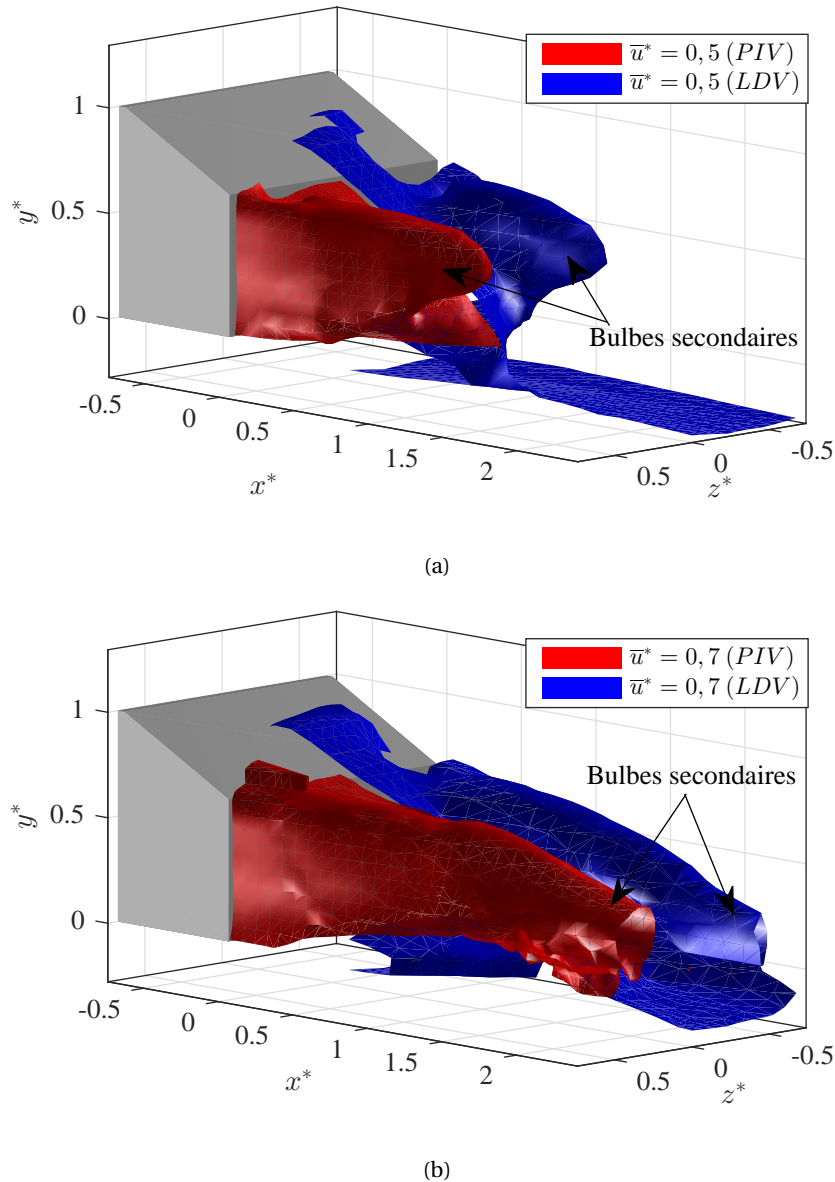 u̅* = 0, 5 (PIV)
u̅* = 0, 5 (LDV)
1
0.5
0
y*
Bulbes secondaires
-0.5
0
0.5
1
1.5
2
x*
0.5
0
-0.5
z*
(a)
u̅* = 0, 7 (PIV)
u̅* = 0, 7 (LDV)
Bulbes secondaires
1
0.5
0
y*
-0.5
0
0.5
1
1.5
2
x*
0.5
0
-0.5
z*
(b)